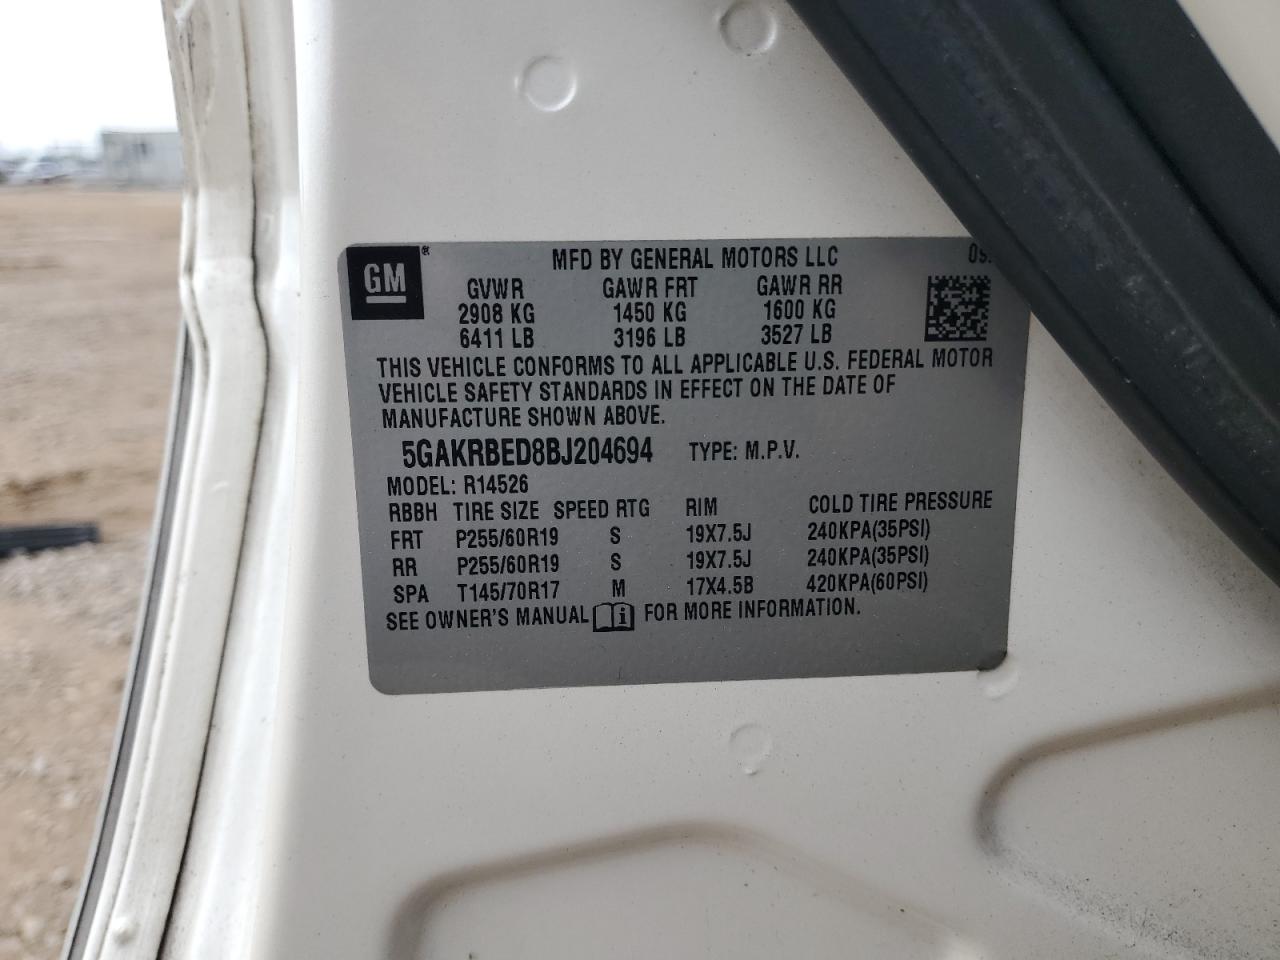 GM® MFD BY GENERAL MOTORS LLC
GVWR GAWR FRT GAWR RR
2908 KG 1450 KG 1600 KG
6411 LB 3196 LB 3527 LB
THIS VEHICLE CONFORMS TO ALL APPLICABLE U.S. FEDERAL MOTOR
VEHICLE SAFETY STANDARDS IN EFFECT ON THE DATE OF
MANUFACTURE SHOWN ABOVE.
5GAKRBED8BJ204694 TYPE: M.P.V.
MODEL: R14526
RBBH TIRE SIZE SPEED RTG RIM COLD TIRE PRESSURE
FRT P255/60R19 S 19X7.5J 240KPA(35PSI)
RR P255/60R19 S 19X7.5J 240KPA(35PSI)
SPA T145/70R17 M 17X4.5B 420KPA(60PSI)
SEE OWNER'S MANUAL i FOR MORE INFORMATION.